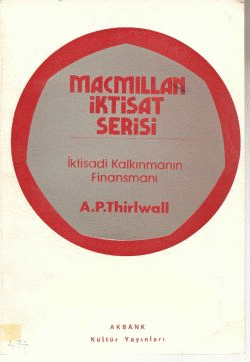 MACMILLAN
İKTİSAT
SERİSİ
İktisadi Kalkınmanın
Finansmanı
A.P.Thirlwall
AKBANK
Kültür Yayınları